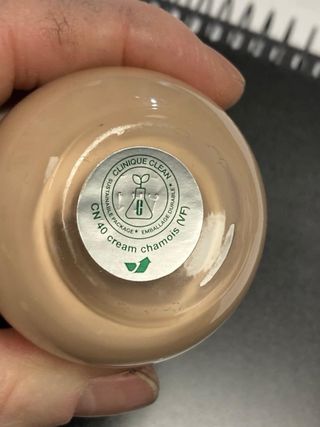 CLINIQUE CLEAN
SUSTAINABLE PACKAGE • EMBALLAGE DURABLE •
C
CN 40 cream chamois (VF)